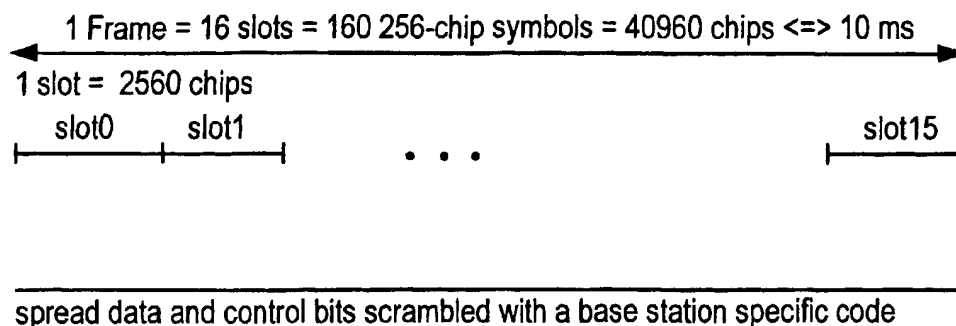 1 Frame = 16 slots = 160 256-chip symbols = 40960 chips <=> 10 ms
1 slot = 2560 chips
slot0 slot1 slot15
• • •
spread data and control bits scrambled with a base station specific code